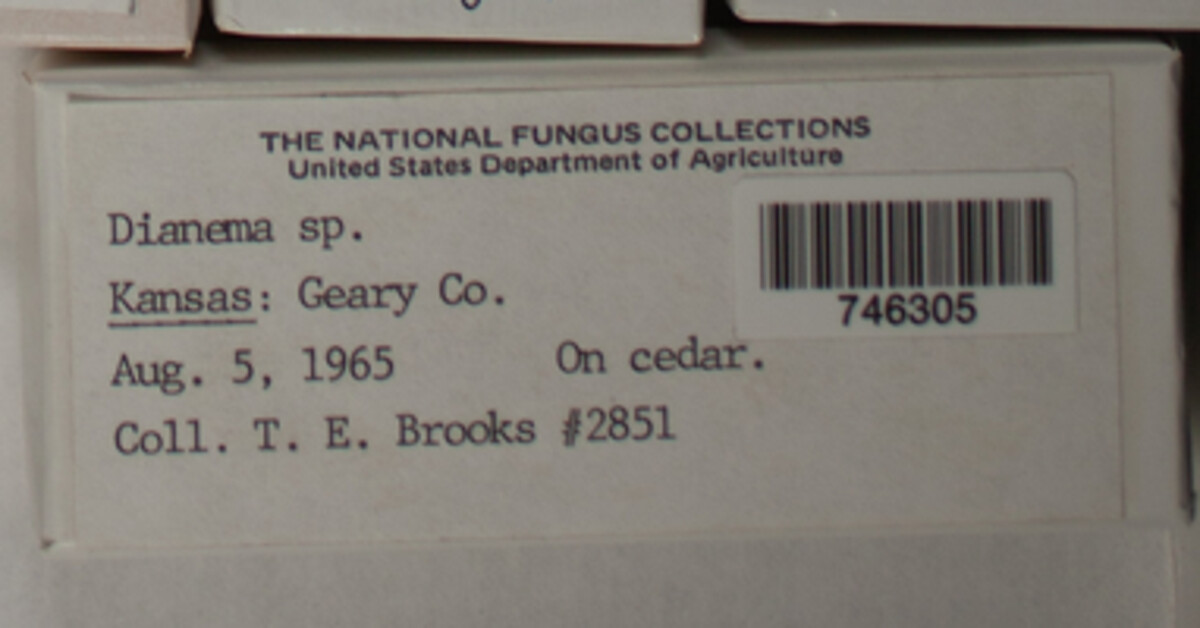 THE NATIONAL FUNGUS COLLECTIONS
United States Department of Agriculture
Dianema sp.
Kansas: Geary Co.
746305
Aug. 5, 1965 On cedar.
Coll. T. E. Brooks #2851